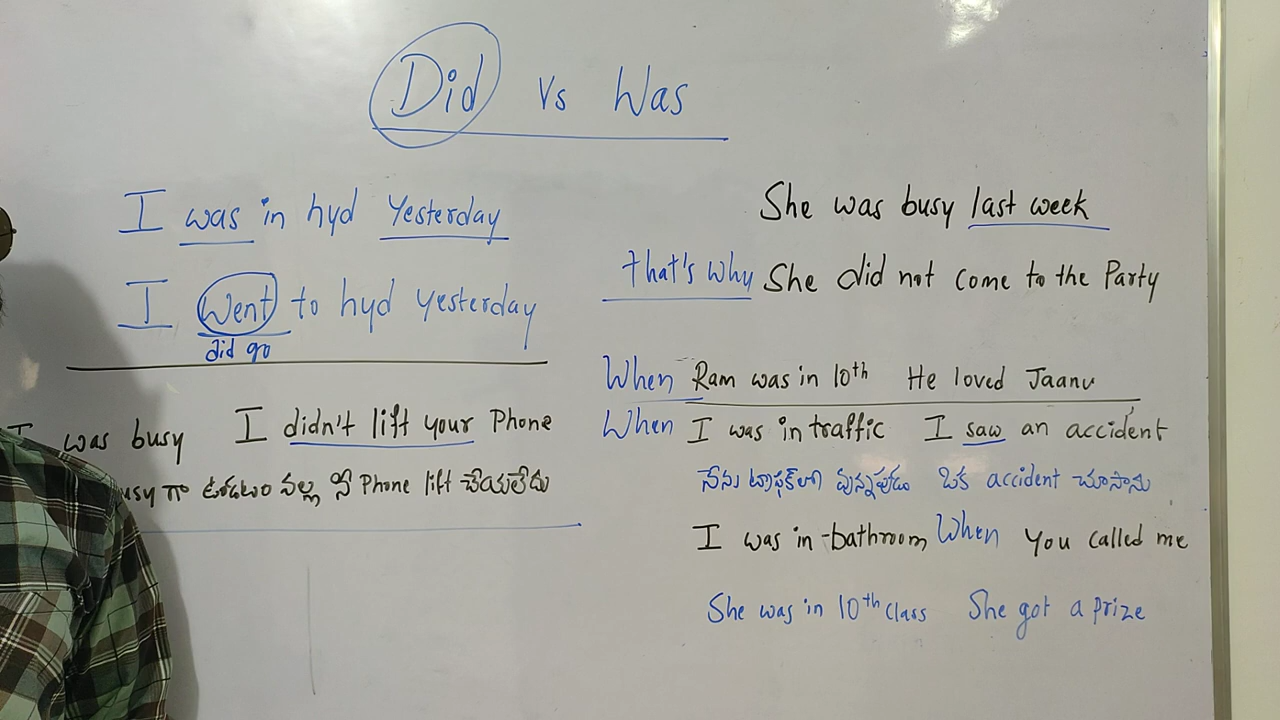 Did vs Was
I was in hyd Yesterday
I Went to hyd yesterday
did go
I was busy I didn't lift your Phone
గా ఉండటం వల్ల నీ Phone lift చేయలేదు
She was busy last week
That's why She did not come to the Party
When Ram was in 10th He loved Jaanu
When I was in traffic I saw an accident
నేను ట్రాఫిక్‌లో వున్నపుడు ఒక accident చూసాను
I was in bathroom When you called me
She was in 10th class She got a prize